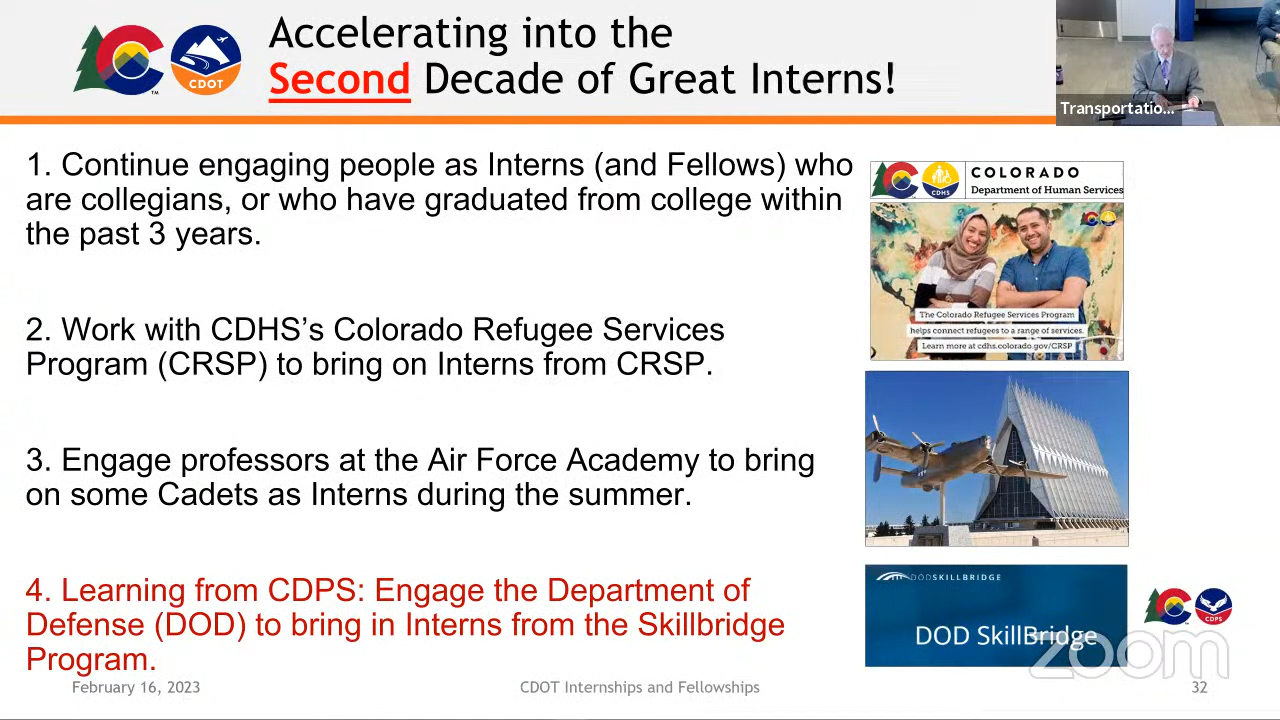 Accelerating into the
Second Decade of Great Interns!
CDOT
TM
Transportatio...
1. Continue engaging people as Interns (and Fellows) who
are collegians, or who have graduated from college within
the past 3 years.
2. Work with CDHS’s Colorado Refugee Services
Program (CRSP) to bring on Interns from CRSP.
3. Engage professors at the Air Force Academy to bring
on some Cadets as Interns during the summer.
4. Learning from CDPS: Engage the Department of
Defense (DOD) to bring in Interns from the Skillbridge
Program.
CDHS
COLORADO
Department of Human Services
The Colorado Refugee Services Program
helps connect refugees to a range of services.
Learn more at cdhs.colorado.gov/CRSP
DODSKILLBRIDGE
DOD SkillBridge
CDPS
zoom
February 16, 2023
CDOT Internships and Fellowships
32